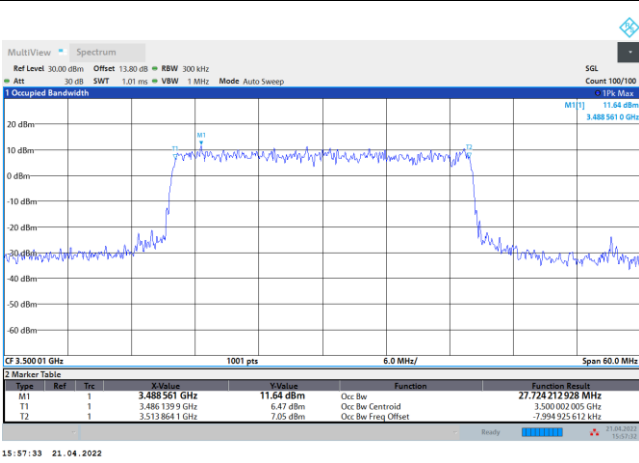 MultiView Spectrum
Ref Level 30.00 dBm Offset 13.80 dB RBW 300 kHz SGL
Att 30 dB SWT 1.01 ms VBW 1 MHz Mode Auto Sweep Count 100/100
1 Occupied Bandwidth 1Pk Max
M1[1] 11.64 dBm
3.488 561 0 GHz
20 dBm
M1
T1
T2
10 dBm
0 dBm
-10 dBm
-20 dBm
-30 dBm
-40 dBm
-50 dBm
-60 dBm
CF 3.500 01 GHz 1001 pts 6.0 MHz/ Span 60.0 MHz
2 Marker Table
Type Ref Trc X-Value Y-Value Function Function Result
M1 1 3.488 561 GHz 11.64 dBm Occ Bw 27.724 212 928 MHz
T1 1 3.486 139 9 GHz 6.47 dBm Occ Bw Centroid 3.500 002 005 GHz
T2 1 3.513 864 1 GHz 7.05 dBm Occ Bw Freq Offset -7.994 925 612 kHz
Ready 21.04.2022
15:57:32
15:57:33 21.04.2022